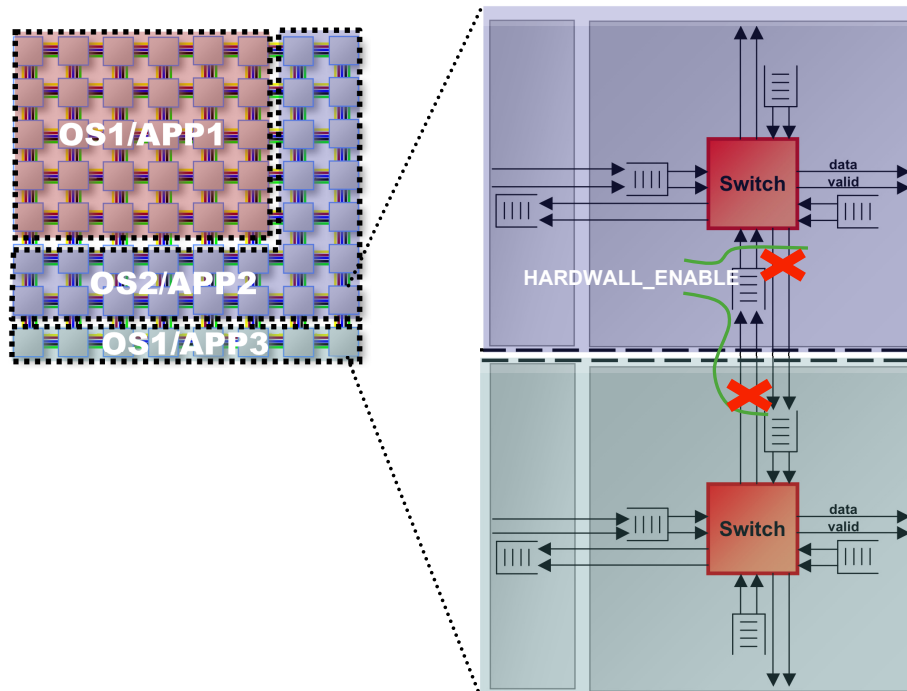 OS1/APP1
OS2/APP2
OS1/APP3
data
Switch
valid
HARDWALL_ENABLE
data
Switch
valid